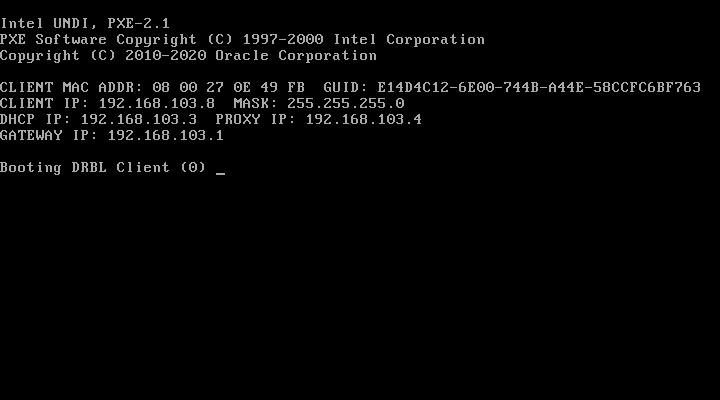 Intel UNDI, PXE-2.1
PXE Software Copyright (C) 1997-2000 Intel Corporation
Copyright (C) 2010-2020 Oracle Corporation
CLIENT MAC ADDR: 08 00 27 0E 49 FB  GUID: E14D4C12-6E00-744B-A44E-58CCFC6BF763
CLIENT IP: 192.168.103.8  MASK: 255.255.255.0
DHCP IP: 192.168.103.3  PROXY IP: 192.168.103.4
GATEWAY IP: 192.168.103.1
Booting DRBL Client (0) _